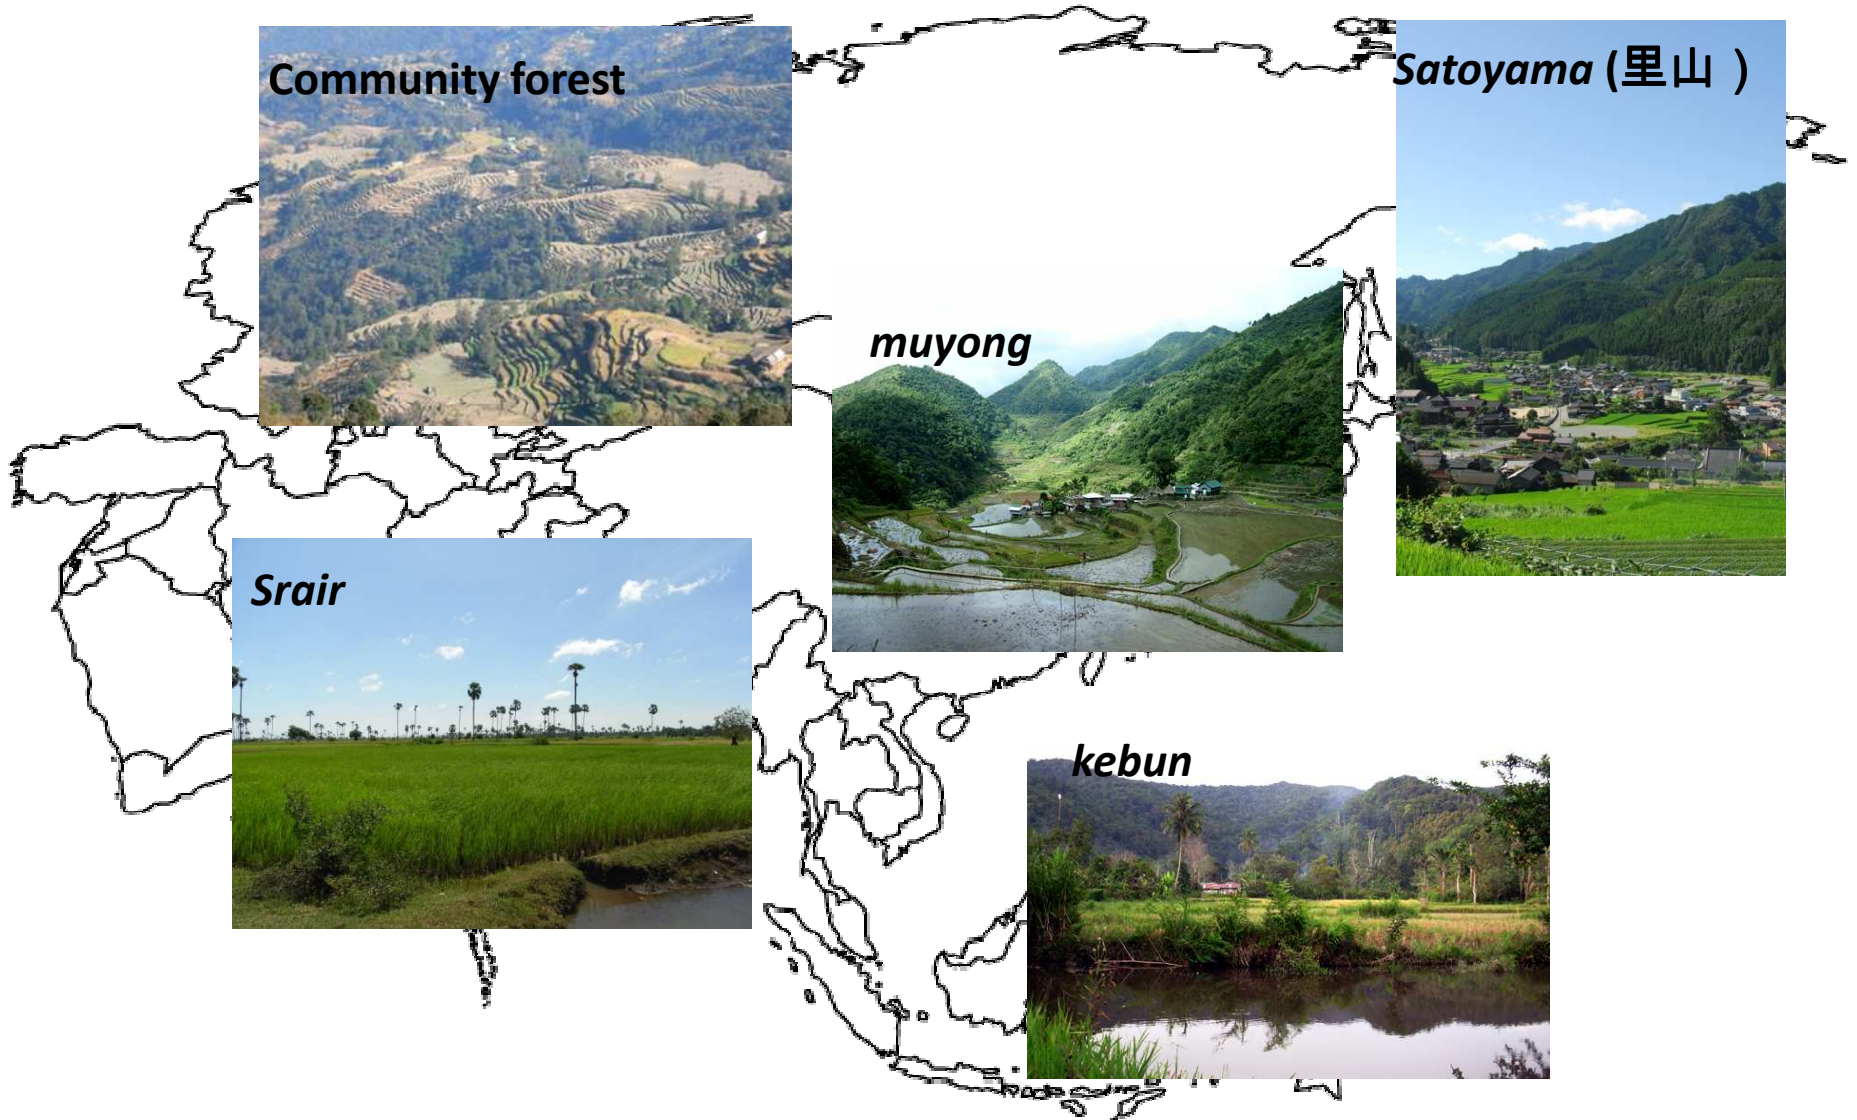 Community forest
Satoyama (里山 )
muyong
Srair
kebun